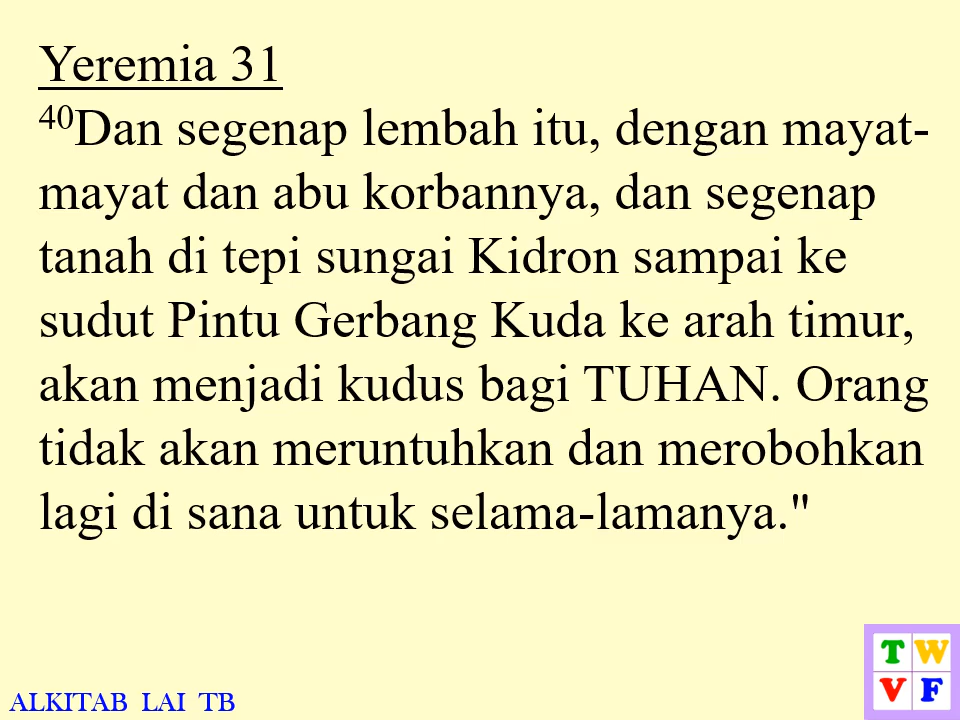 Yeremia 31
40Dan segenap lembah itu, dengan mayat-
mayat dan abu korbannya, dan segenap
tanah di tepi sungai Kidron sampai ke
sudut Pintu Gerbang Kuda ke arah timur,
akan menjadi kudus bagi TUHAN. Orang
tidak akan meruntuhkan dan merobohkan
lagi di sana untuk selama-lamanya."
ALKITAB LAI TB
T W
V F